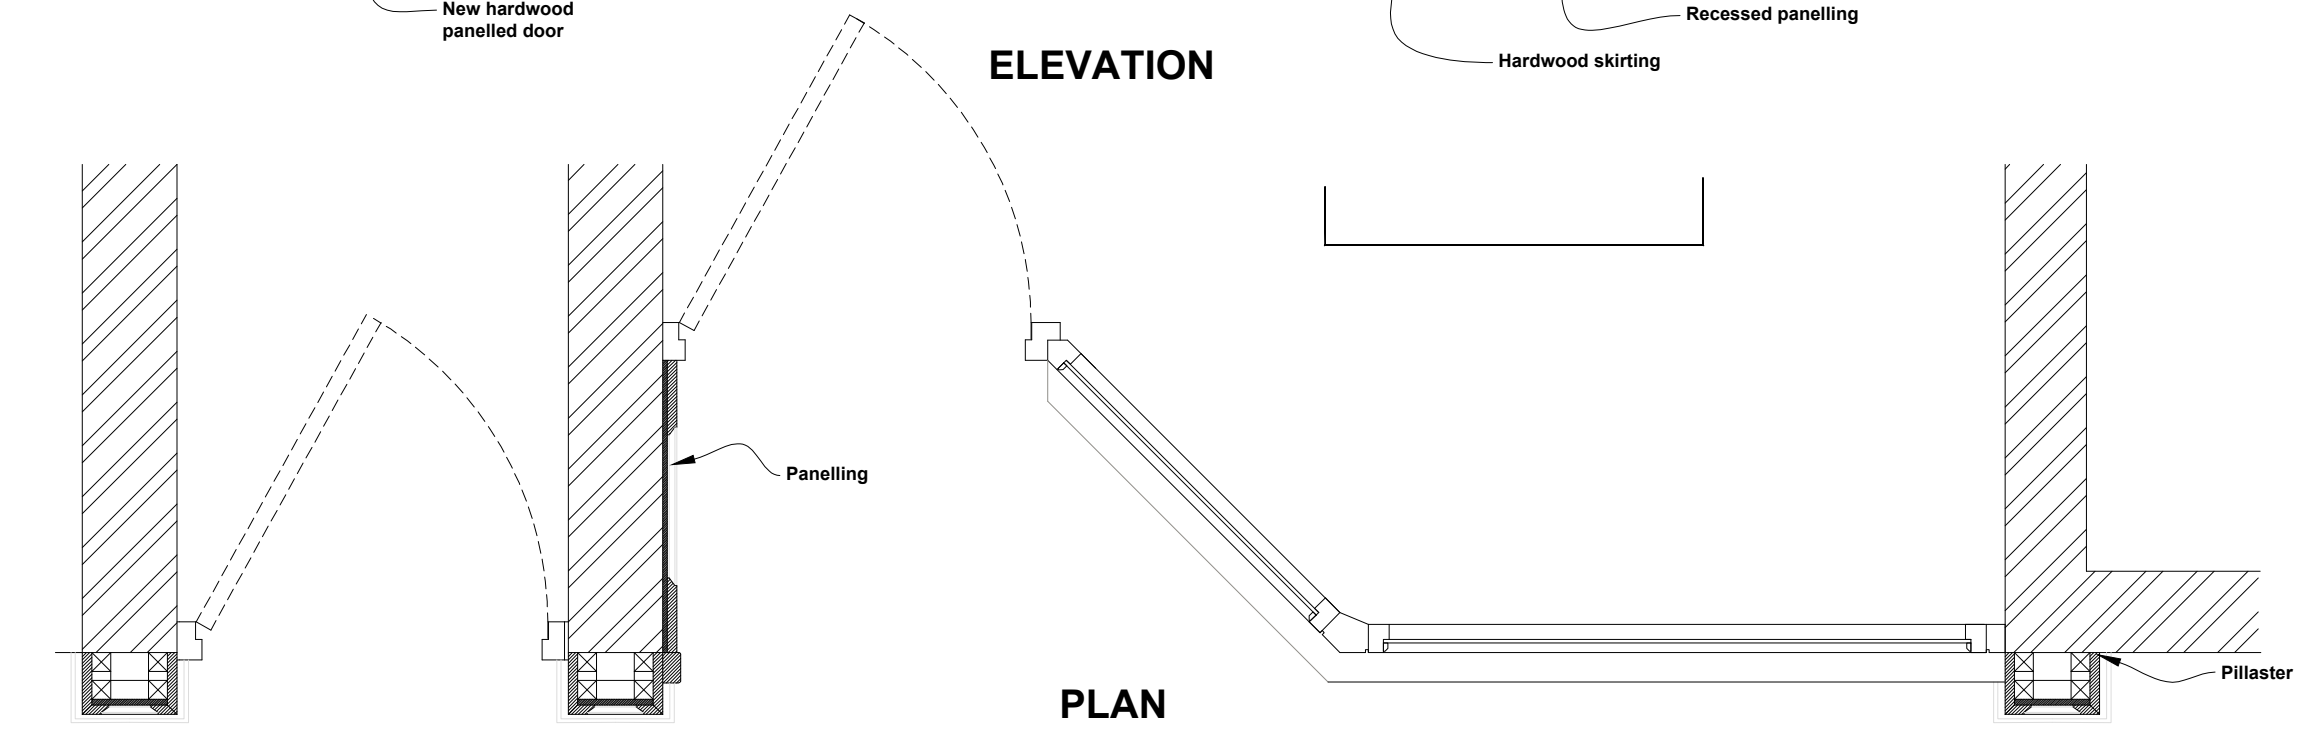 New hardwood
panelled door
Recessed panelling
Hardwood skirting
ELEVATION
Panelling
Pillaster
PLAN